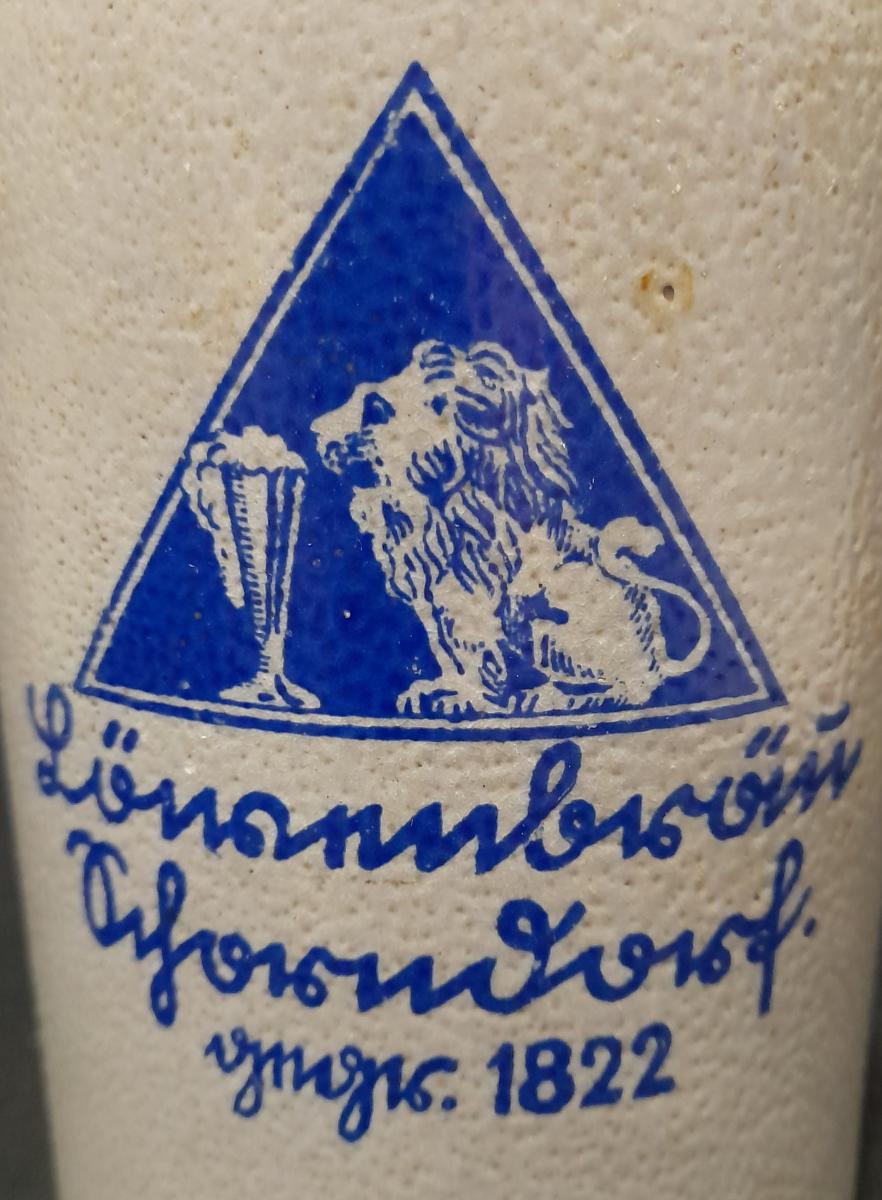 Löwenbräu
Schorndorf.
gegr. 1822